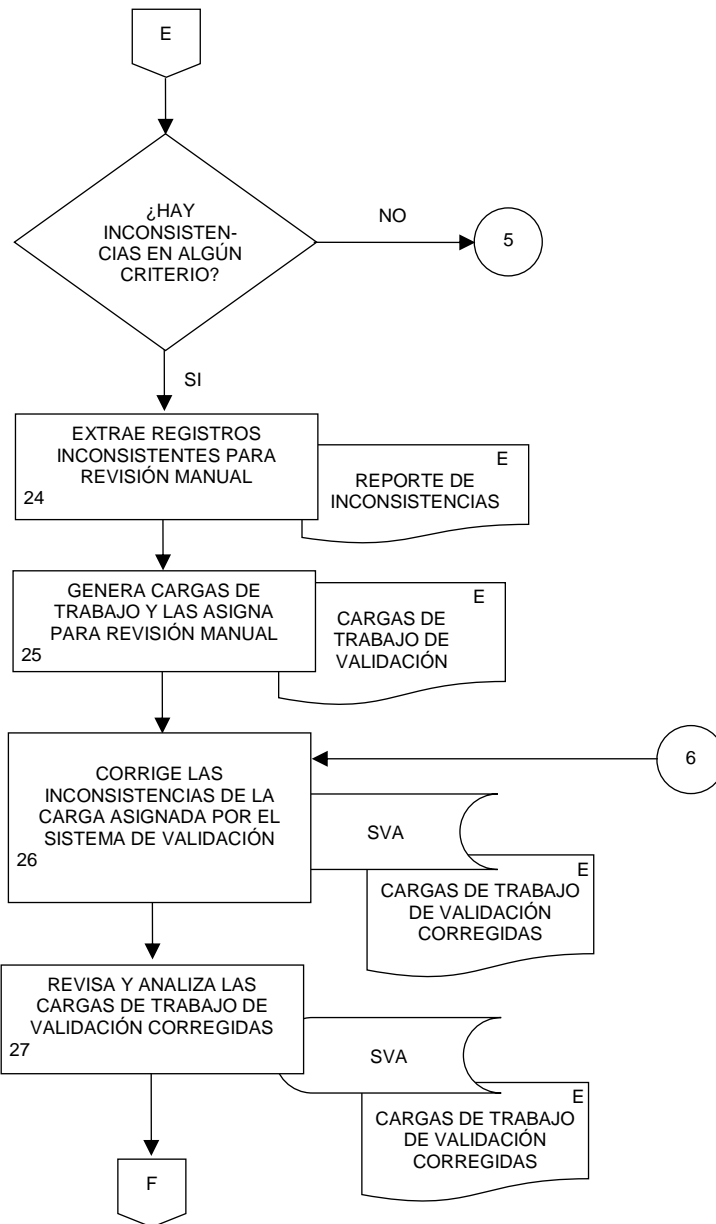 E
¿HAY
INCONSISTEN-
CIAS EN ALGÚN
CRITERIO?
NO
5
SI
EXTRAE REGISTROS
INCONSISTENTES PARA
REVISIÓN MANUAL
24
E
REPORTE DE
INCONSISTENCIAS
GENERA CARGAS DE
TRABAJO Y LAS ASIGNA
PARA REVISIÓN MANUAL
25
E
CARGAS DE
TRABAJO DE
VALIDACIÓN
6
CORRIGE LAS
INCONSISTENCIAS DE LA
CARGA ASIGNADA POR EL
SISTEMA DE VALIDACIÓN
26
SVA
E
CARGAS DE TRABAJO
DE VALIDACIÓN
CORREGIDAS
REVISA Y ANALIZA LAS
CARGAS DE TRABAJO DE
VALIDACIÓN CORREGIDAS
27
SVA
E
CARGAS DE TRABAJO
DE VALIDACIÓN
CORREGIDAS
F